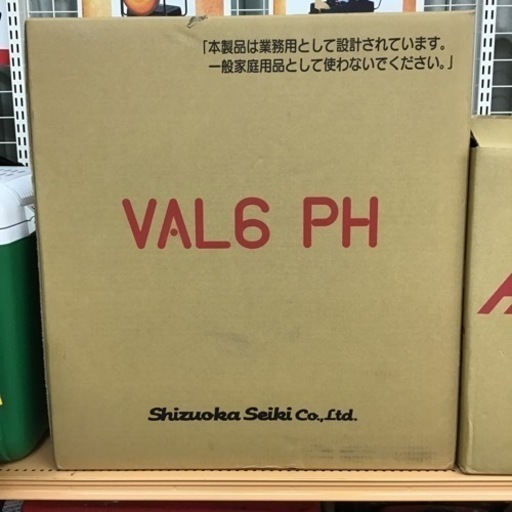 「本製品は業務用として設計されています。
一般家庭用品として使わないでください。」
VAL6 PH
Shizuoka Seiki Co.,Ltd.